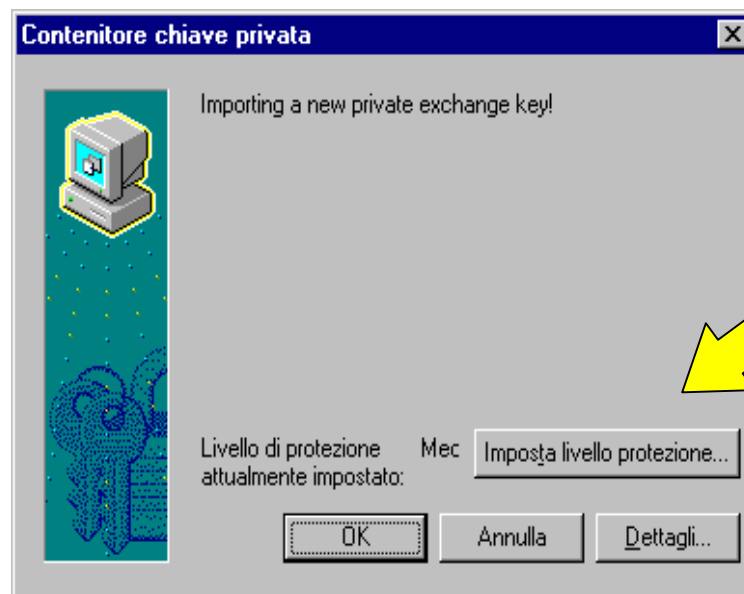 Contenitore chiave privata
Importing a new private exchange key!
Livello di protezione Mec Imposta livello protezione...
attualmente impostato:
OK Annulla Dettagli...